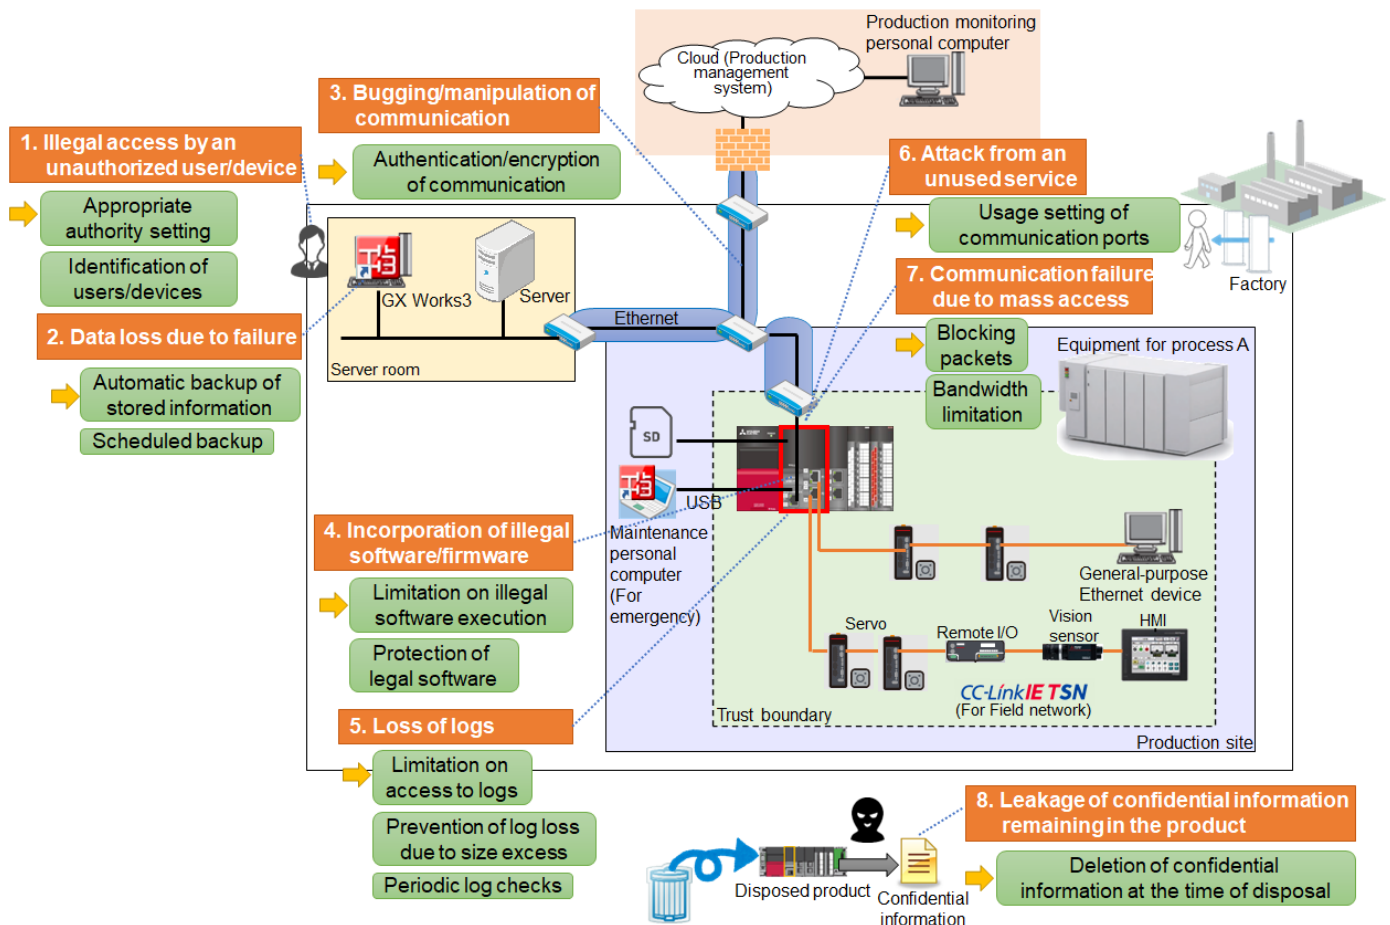 Production monitoring
personal computer
Cloud (Production
management
system)
3. Bugging/manipulation of
communication
Authentication/encryption
of communication
1. Illegal access by an
unauthorized user/device
Appropriate
authority setting
Identification of
users/devices
2. Data loss due to failure
Automatic backup of
stored information
Scheduled backup
6. Attack from an
unused service
Usage setting of
communication ports
Factory
7. Communication failure
due to mass access
Blocking
packets
Bandwidth
limitation
GX Works3
Server
Server room
Ethernet
Equipment for process A
SD
USB
Maintenance
personal
computer
(For
emergency)
4. Incorporation of illegal
software/firmware
Limitation on illegal
software execution
Protection of
legal software
General-purpose
Ethernet device
Servo
Remote I/O
Vision
sensor
HMI
CC-Link IE TSN
(For Field network)
Trust boundary
Production site
5. Loss of logs
Limitation on
access to logs
Prevention of log loss
due to size excess
Periodic log checks
Disposed product
Confidential
information
8. Leakage of confidential information
remaining in the product
Deletion of confidential
information at the time of disposal